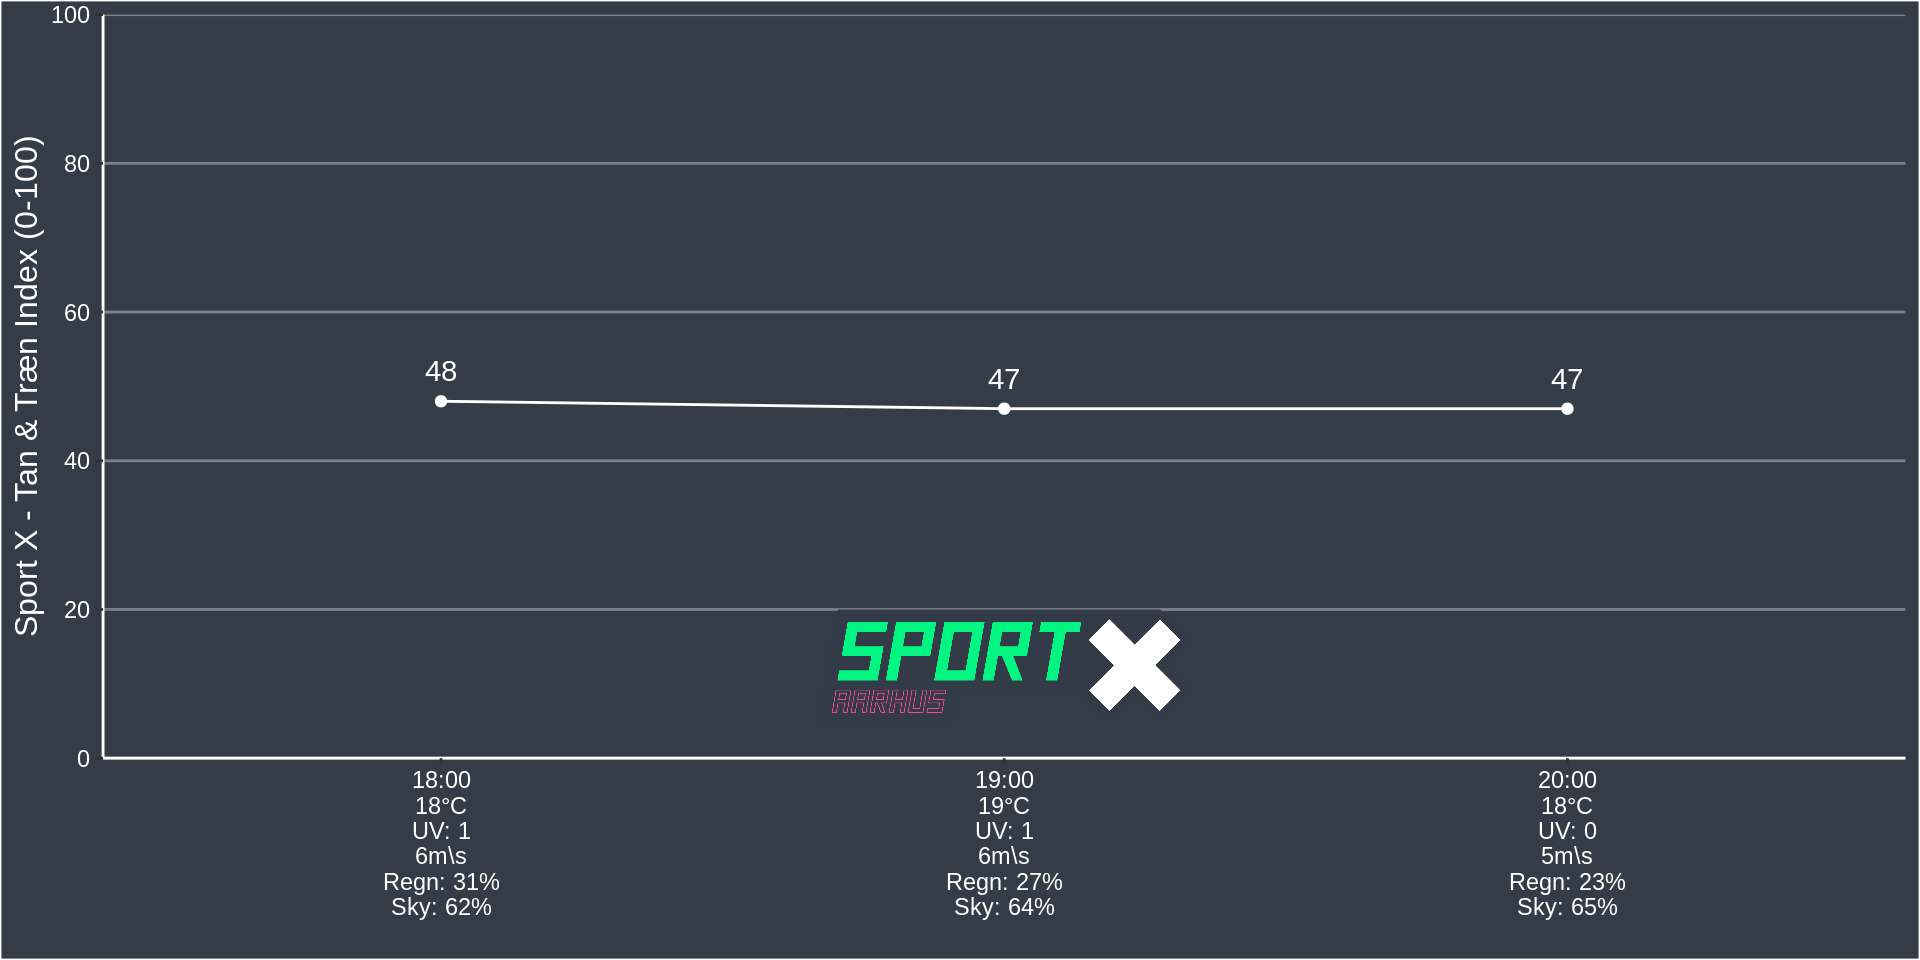 Sport X - Tan & Træn Index (0-100)
100
80
60
40
20
0
48
47
47
SPORT X
AARHUS
18:00
18°C
UV: 1
6m\s
Regn: 31%
Sky: 62%
19:00
19°C
UV: 1
6m\s
Regn: 27%
Sky: 64%
20:00
18°C
UV: 0
5m\s
Regn: 23%
Sky: 65%